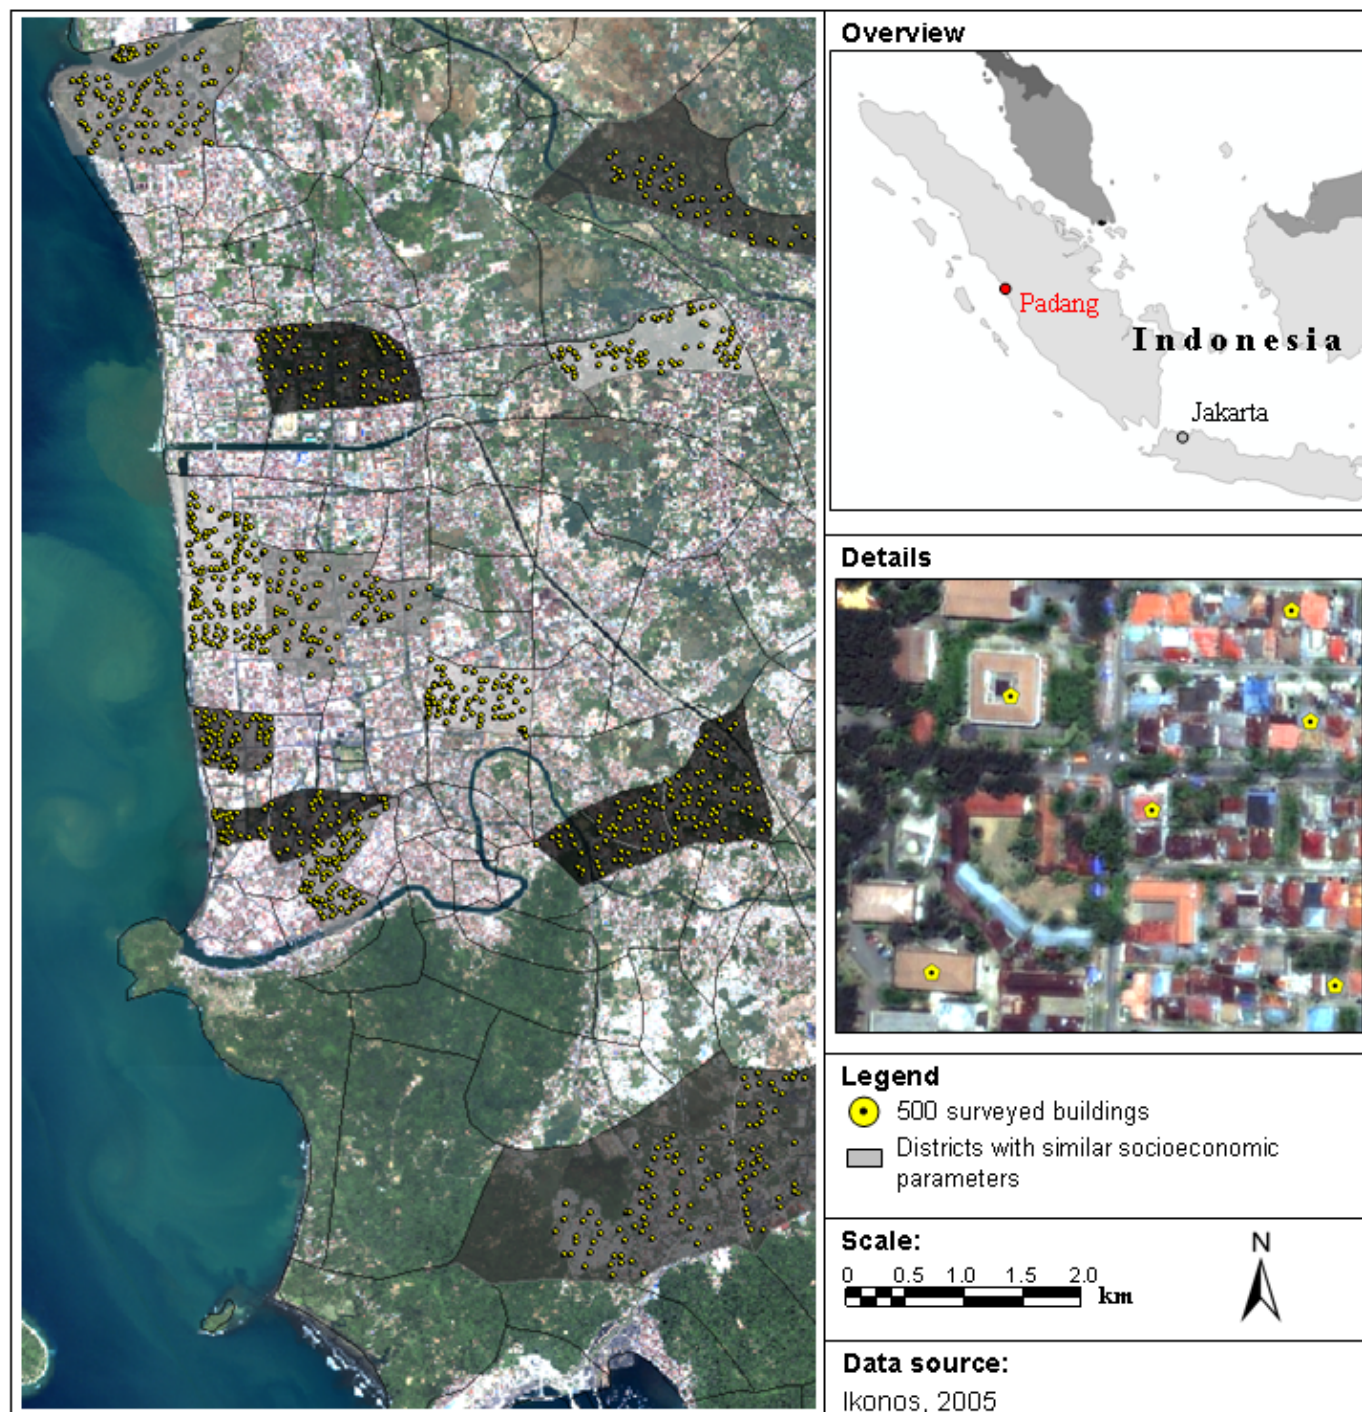 Overview
Padang
Indonesia
Jakarta
Details
Legend
500 surveyed buildings
Districts with similar socioeconomic
parameters
Scale:
N
0 0.5 1.0 1.5 2.0
km
Data source:
Ikonos, 2005